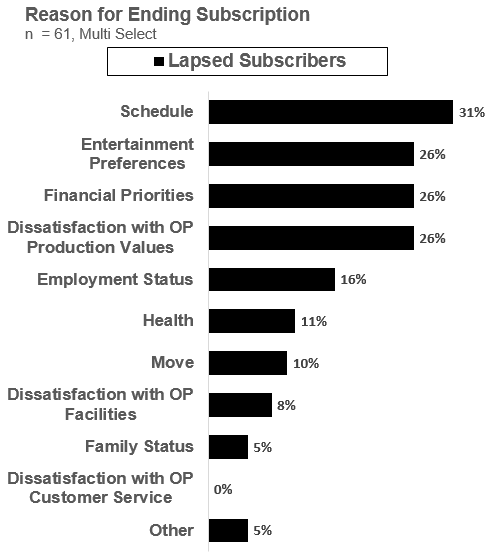 Reason for Ending Subscription
n  = 61, Multi Select
Lapsed Subscribers
Schedule 31%
Entertainment
Preferences 26%
Financial Priorities 26%
Dissatisfaction with OP
Production Values 26%
Employment Status 16%
Health 11%
Move 10%
Dissatisfaction with OP
Facilities 8%
Family Status 5%
Dissatisfaction with OP
Customer Service 0%
Other 5%